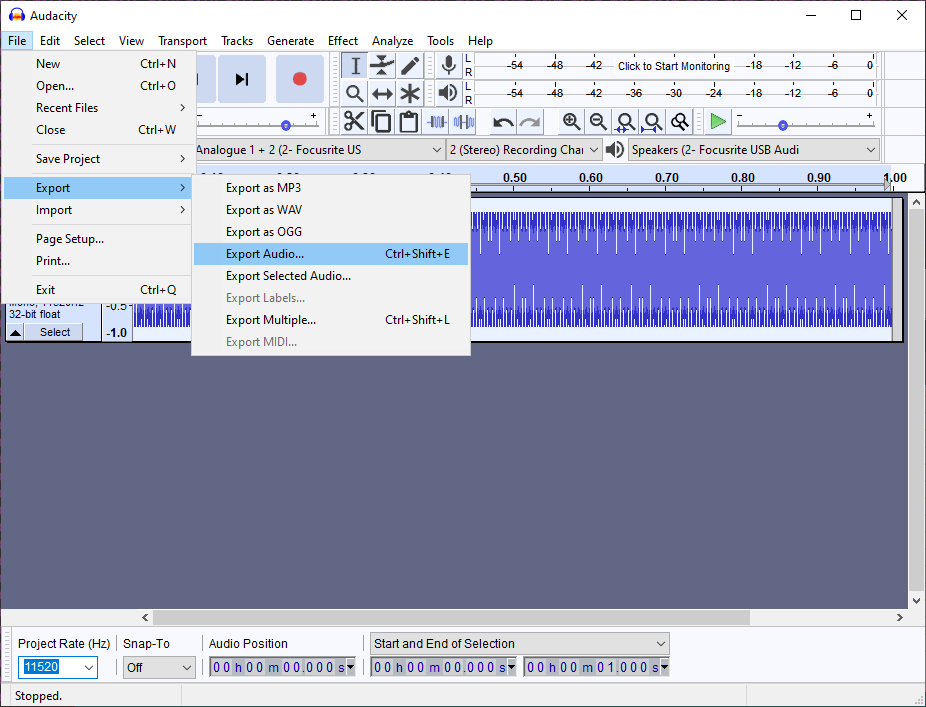 Audacity
File Edit Select View Transport Tracks Generate Effect Analyze Tools Help
New Ctrl+N
Open... Ctrl+O
Recent Files
Close Ctrl+W
Save Project
Export
Import
Page Setup...
Print...
Exit Ctrl+Q
Export as MP3
Export as WAV
Export as OGG
Export Audio... Ctrl+Shift+E
Export Selected Audio...
Export Labels...
Export Multiple... Ctrl+Shift+L
Export MIDI...
L
R
-54 -48 -42 Click to Start Monitoring -18 -12 -6 0
L
R
-54 -48 -42 -36 -30 -24 -18 -12 -6 0
- +
- +
Analogue 1 + 2 (2- Focusrite US
2 (Stereo) Recording Chan
Speakers (2- Focusrite USB Audi
0.50 0.60 0.70 0.80 0.90 1.00
32-bit float
Select
-0.5
-1.0
Project Rate (Hz) Snap-To Audio Position Start and End of Selection
11520 Off 00 h 00 m 00.000 s 00 h 00 m 00.000 s 00 h 00 m 01.000 s
Stopped.